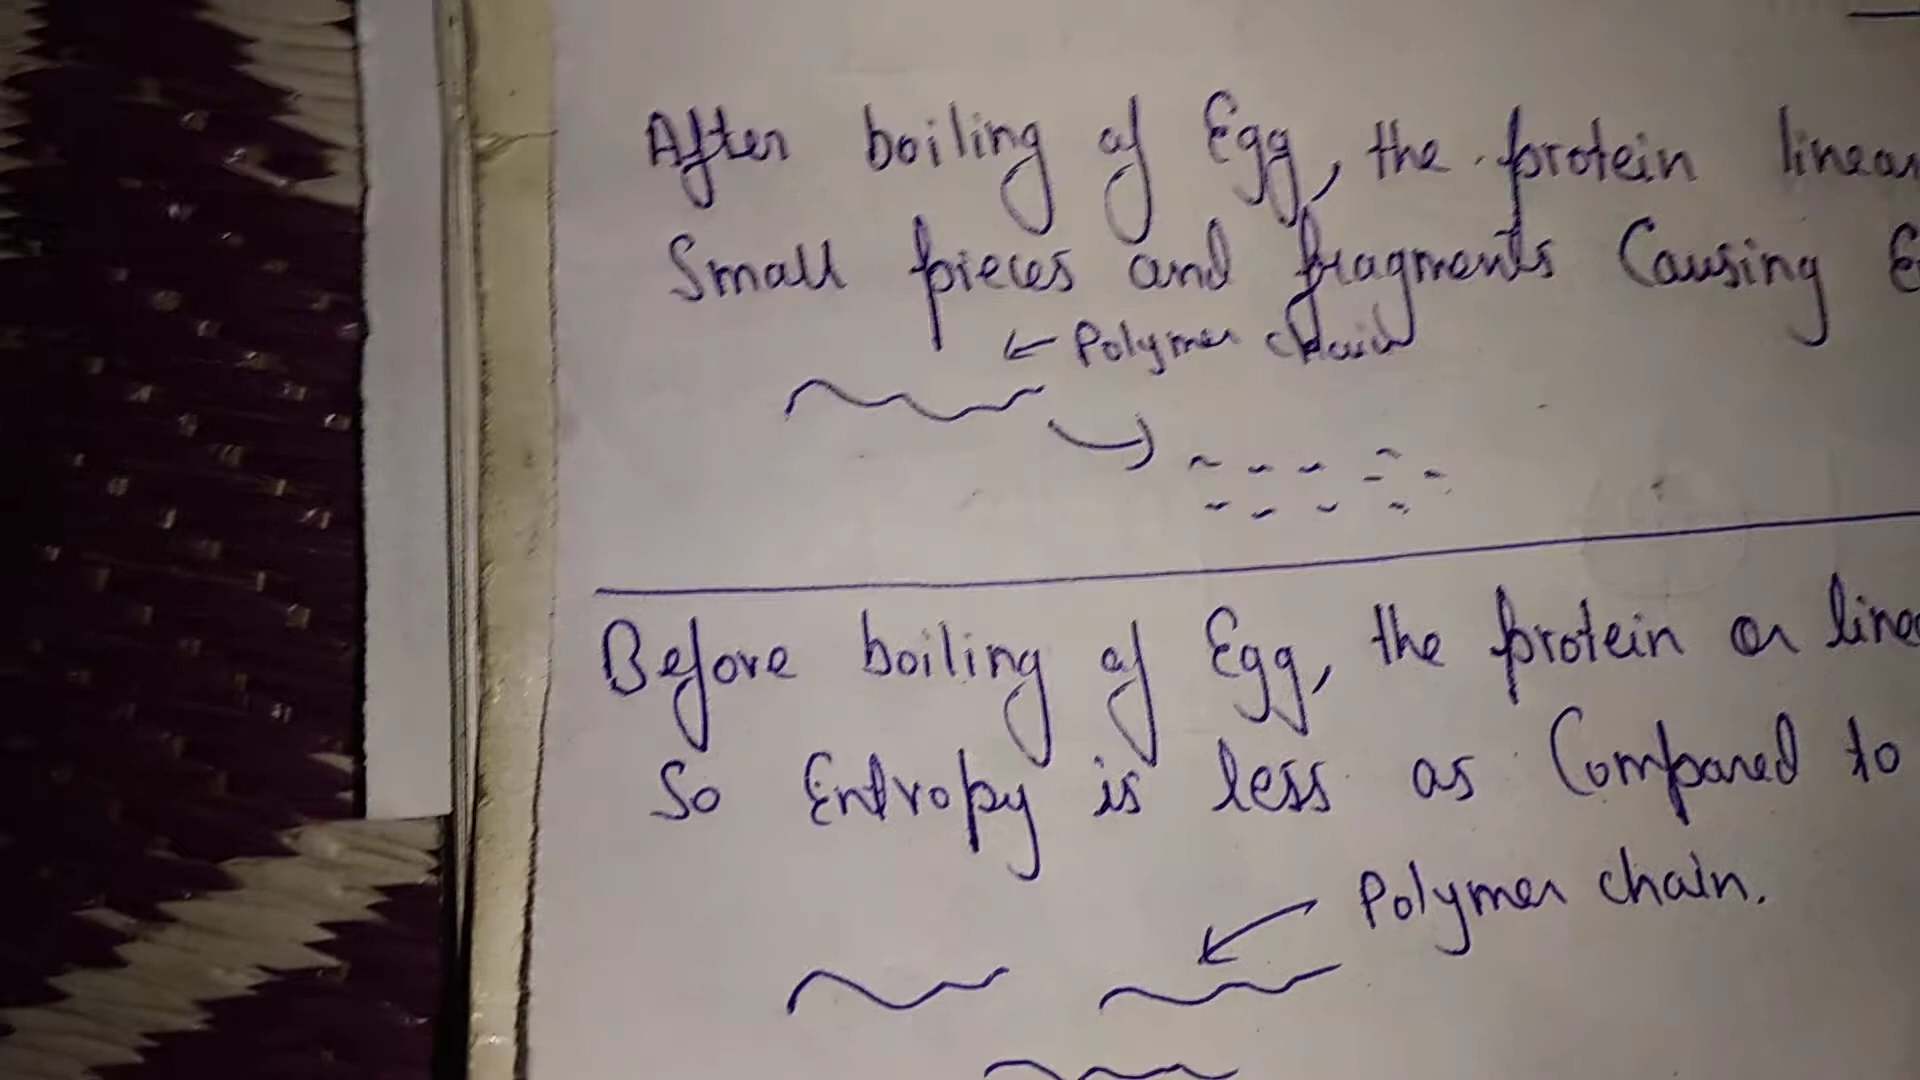 After boiling of Egg, the protein linear
Small pieces and fragments Causing
← Polymer chain
Before boiling of Egg, the protein or
So Entropy is less as Compared to
Polymer chain.